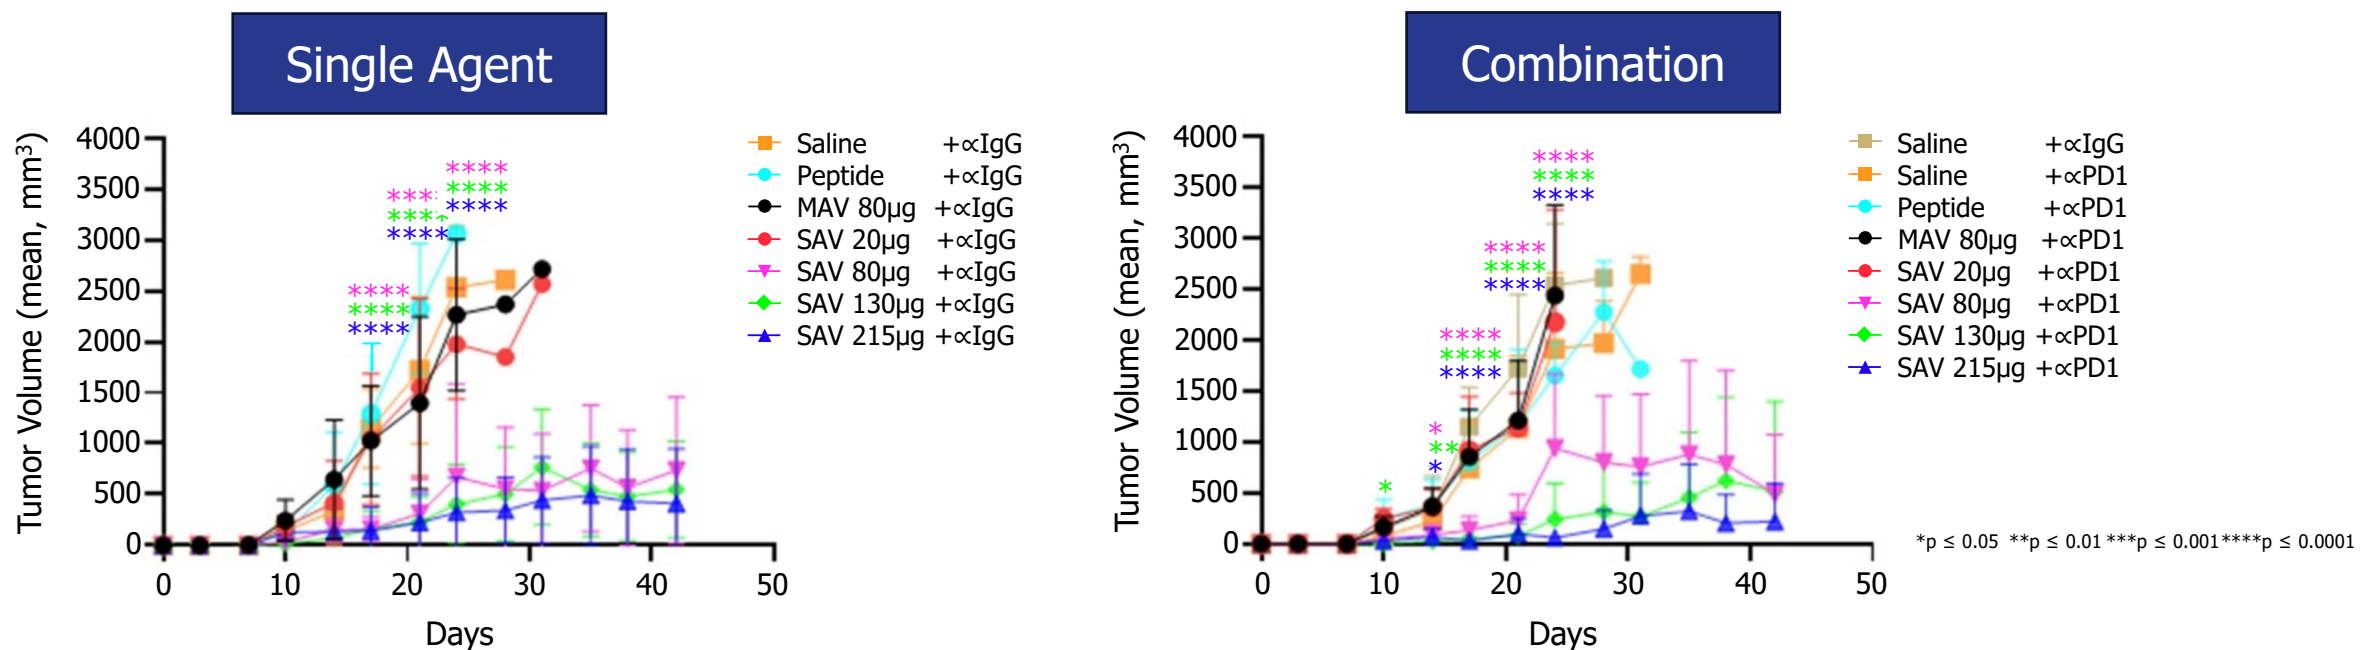 Single Agent
Tumor Volume (mean, mm³)
4000
3500
3000
2500
2000
1500
1000
500
0
0 10 20 30 40 50
Days
****
****
****
****
****
****
****
****
****
Saline +∝IgG
Peptide +∝IgG
MAV 80µg +∝IgG
SAV 20µg +∝IgG
SAV 80µg +∝IgG
SAV 130µg +∝IgG
SAV 215µg +∝IgG
Combination
Tumor Volume (mean, mm³)
4000
3500
3000
2500
2000
1500
1000
500
0
0 10 20 30 40 50
Days
*
*
**
*
****
****
****
****
****
****
****
****
****
Saline +∝IgG
Saline +∝PD1
Peptide +∝PD1
MAV 80µg +∝PD1
SAV 20µg +∝PD1
SAV 80µg +∝PD1
SAV 130µg +∝PD1
SAV 215µg +∝PD1
*p ≤ 0.05 **p ≤ 0.01 ***p ≤ 0.001 ****p ≤ 0.0001